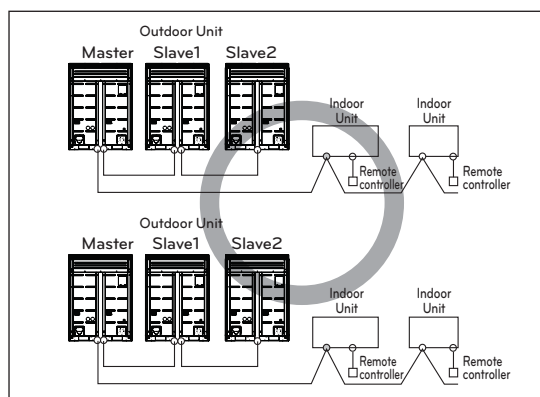 Outdoor Unit
Master Slave1 Slave2
Indoor
Unit
Indoor
Unit
Remote
controller
Remote
controller
Outdoor Unit
Master Slave1 Slave2
Indoor
Unit
Indoor
Unit
Remote
controller
Remote
controller